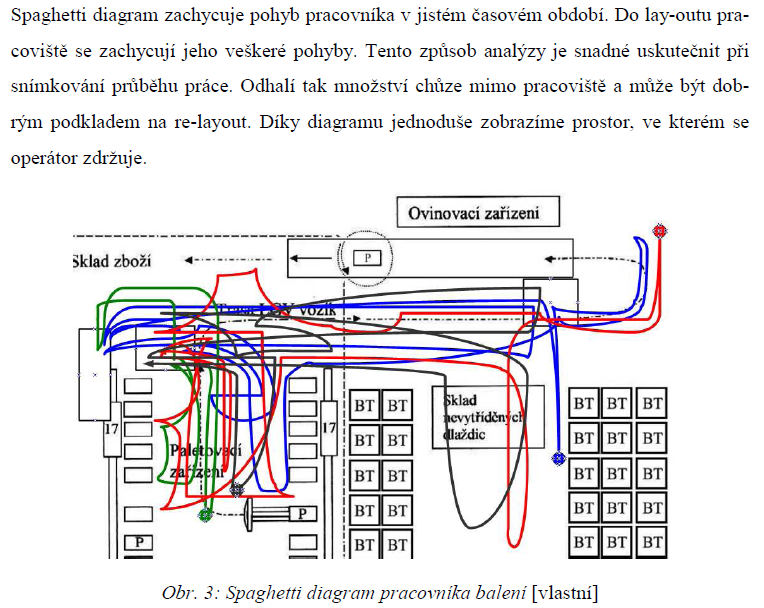 Spaghetti diagram zachycuje pohyb pracovníka v jistém časovém období. Do lay-outu pra-
coviště se zachycují jeho veškeré pohyby. Tento způsob analýzy je snadné uskutečnit při
snímkování průběhu práce. Odhalí tak množství chůze mimo pracoviště a může být dob-
rým podkladem na re-layout. Díky diagramu jednoduše zobrazíme prostor, ve kterém se
operátor zdržuje.
Ovinovací zařízení
Sklad zboží
P
LGV vozík
Sklad
nevytříděných
dlaždic
BT BT
BT BT BT
17
17
BT BT
BT BT BT
Paletovací
zařízení
BT BT
BT BT BT
P
BT BT
BT BT BT
P
BT BT
BT BT BT
Obr. 3: Spaghetti diagram pracovníka balení [vlastní]